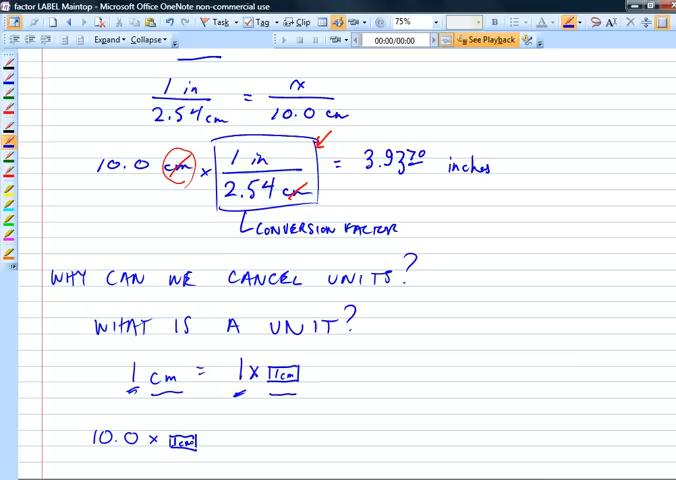 factor LABEL Maintop - Microsoft Office OneNote non-commercial use
Task Tag 75%
Expand Collapse 00:00/00:00 See Playback
1 in / 2.54 cm = x / 10.0 cm
10.0 cm × 1 in / 2.54 cm = 3.9370 inches
CONVERSION FACTOR
WHY CAN WE CANCEL UNITS?
WHAT IS A UNIT?
1 cm = 1 × 1cm
10.0 × 1cm